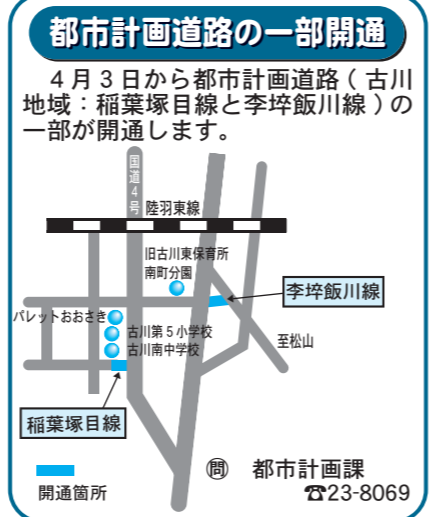 都市計画道路の一部開通
４月３日から都市計画道路（古川
地域：稲葉塚目線と李埣飯川線）の
一部が開通します。
国道4号
陸羽東線
旧古川東保育所
南町分園
李埣飯川線
パレットおおさき
古川第５小学校
古川南中学校
至松山
稲葉塚目線
開通箇所
㉄ 都市計画課
☎23-8069